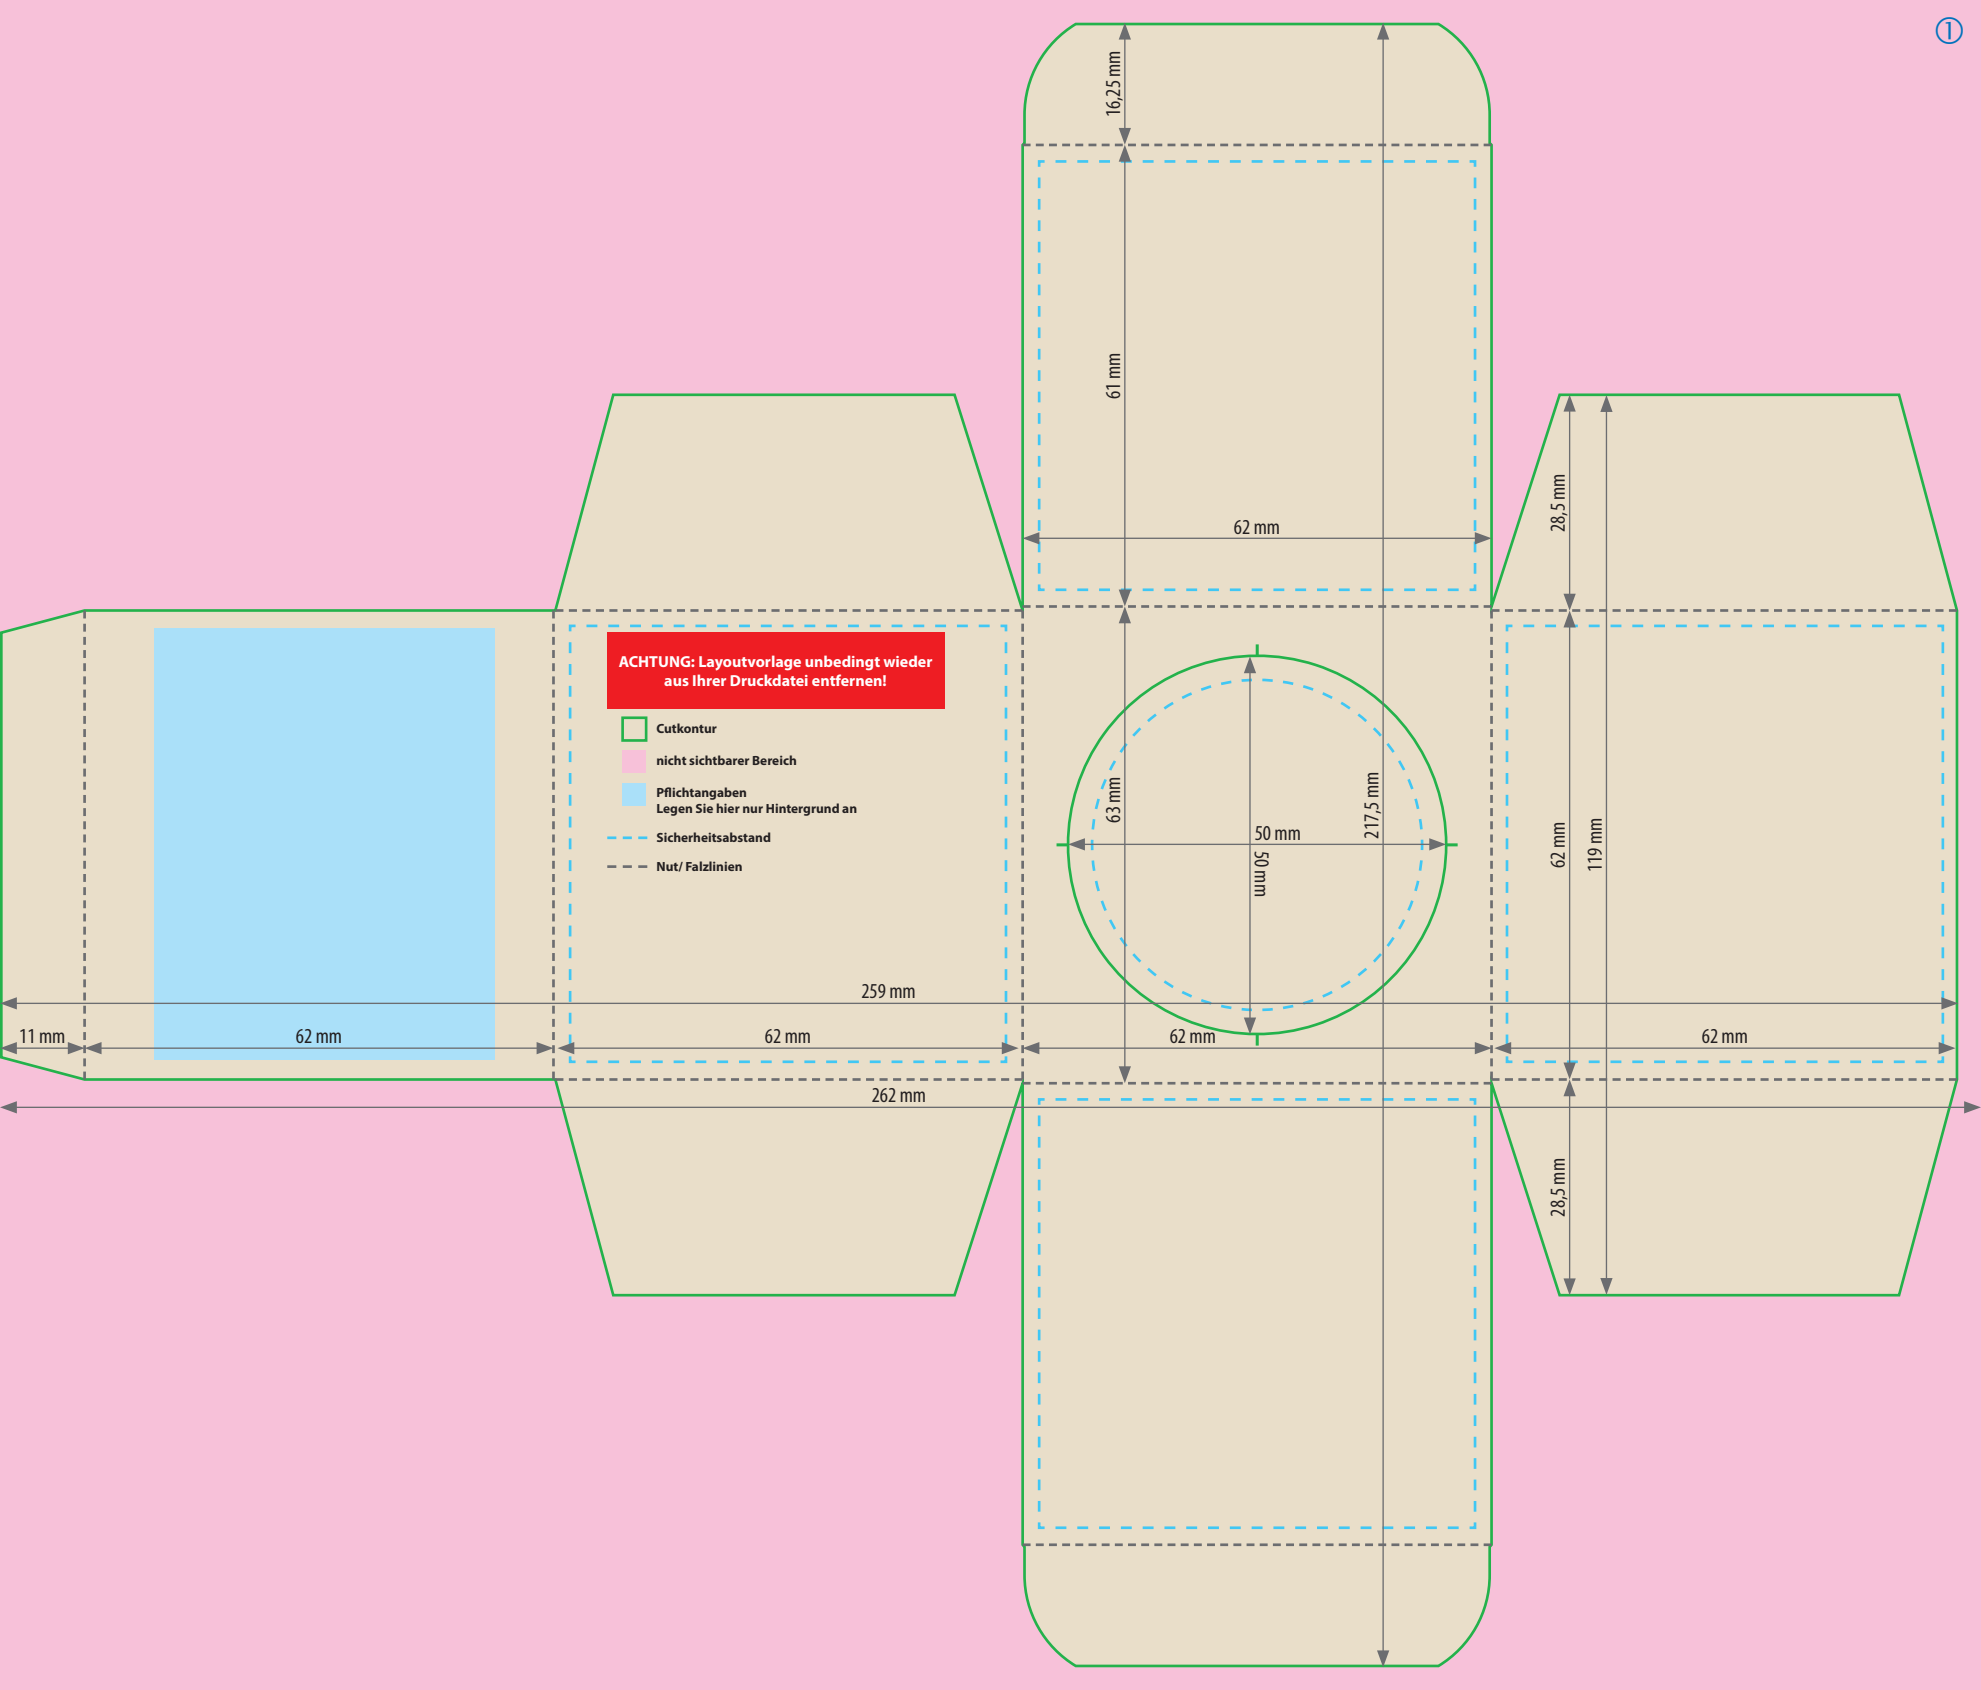 ①
16,25 mm
61 mm
62 mm
28,5 mm
ACHTUNG: Layoutvorlage unbedingt wieder
aus Ihrer Druckdatei entfernen!
Cutkontur
nicht sichtbarer Bereich
Pflichtangaben
Legen Sie hier nur Hintergrund an
Sicherheitsabstand
Nut/ Falzlinien
63 mm
50 mm
50 mm
217,5 mm
62 mm
119 mm
259 mm
11 mm
62 mm
62 mm
62 mm
62 mm
262 mm
28,5 mm